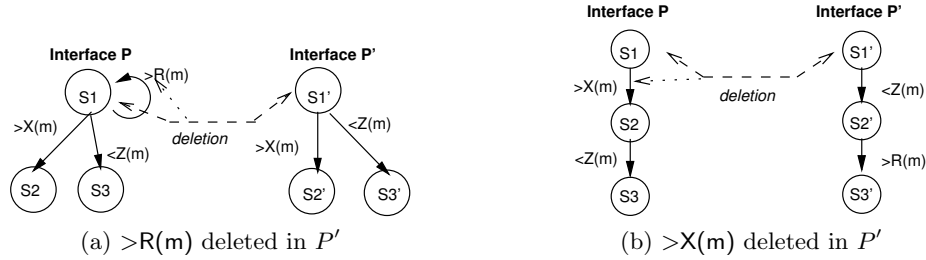 Interface P
Interface P'
S1
>R(m)
S1'
deletion
>X(m)
<Z(m)
>X(m)
<Z(m)
S2
S3
S2'
S3'
(a) >R(m) deleted in P′
Interface P
Interface P'
S1
S1'
>X(m)
deletion
<Z(m)
S2
S2'
<Z(m)
>R(m)
S3
S3'
(b) >X(m) deleted in P′